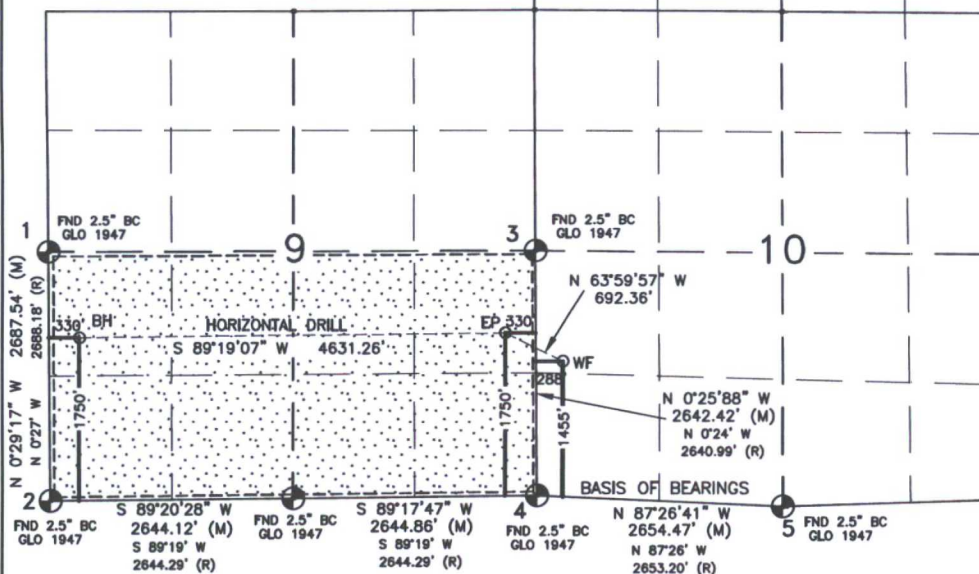 1
FND 2.5" BC
GLO 1947
9
3
FND 2.5" BC
GLO 1947
10
N 63°59'57" W
692.36'
2687.54' (M)
2688.18' (R)
N 0°29'17" W
N 0°27' W
330'
BH
HORIZONTAL DRILL
S 89°19'07" W 4631.26'
EP
330'
WF
288'
1750'
1750'
1455'
N 0°25'88" W
2642.42' (M)
N 0°24' W
2640.99' (R)
2
FND 2.5" BC
GLO 1947
S 89°20'28" W
2644.12' (M)
S 89°19' W
2644.29' (R)
FND 2.5" BC
GLO 1947
S 89°17'47" W
2644.86' (M)
S 89°19' W
2644.29' (R)
4
FND 2.5" BC
GLO 1947
BASIS OF BEARINGS
N 87°26'41" W
2654.47' (M)
N 87°26' W
2653.20' (R)
5
FND 2.5" BC
GLO 1947